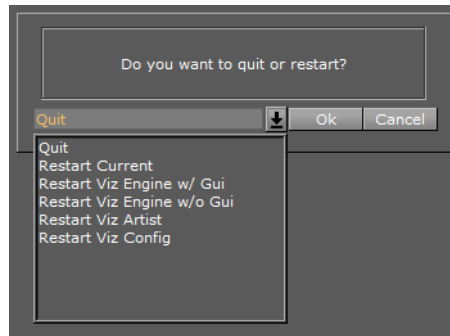 Do you want to quit or restart?
Quit Ok Cancel
Quit
Restart Current
Restart Viz Engine w/ Gui
Restart Viz Engine w/o Gui
Restart Viz Artist
Restart Viz Config